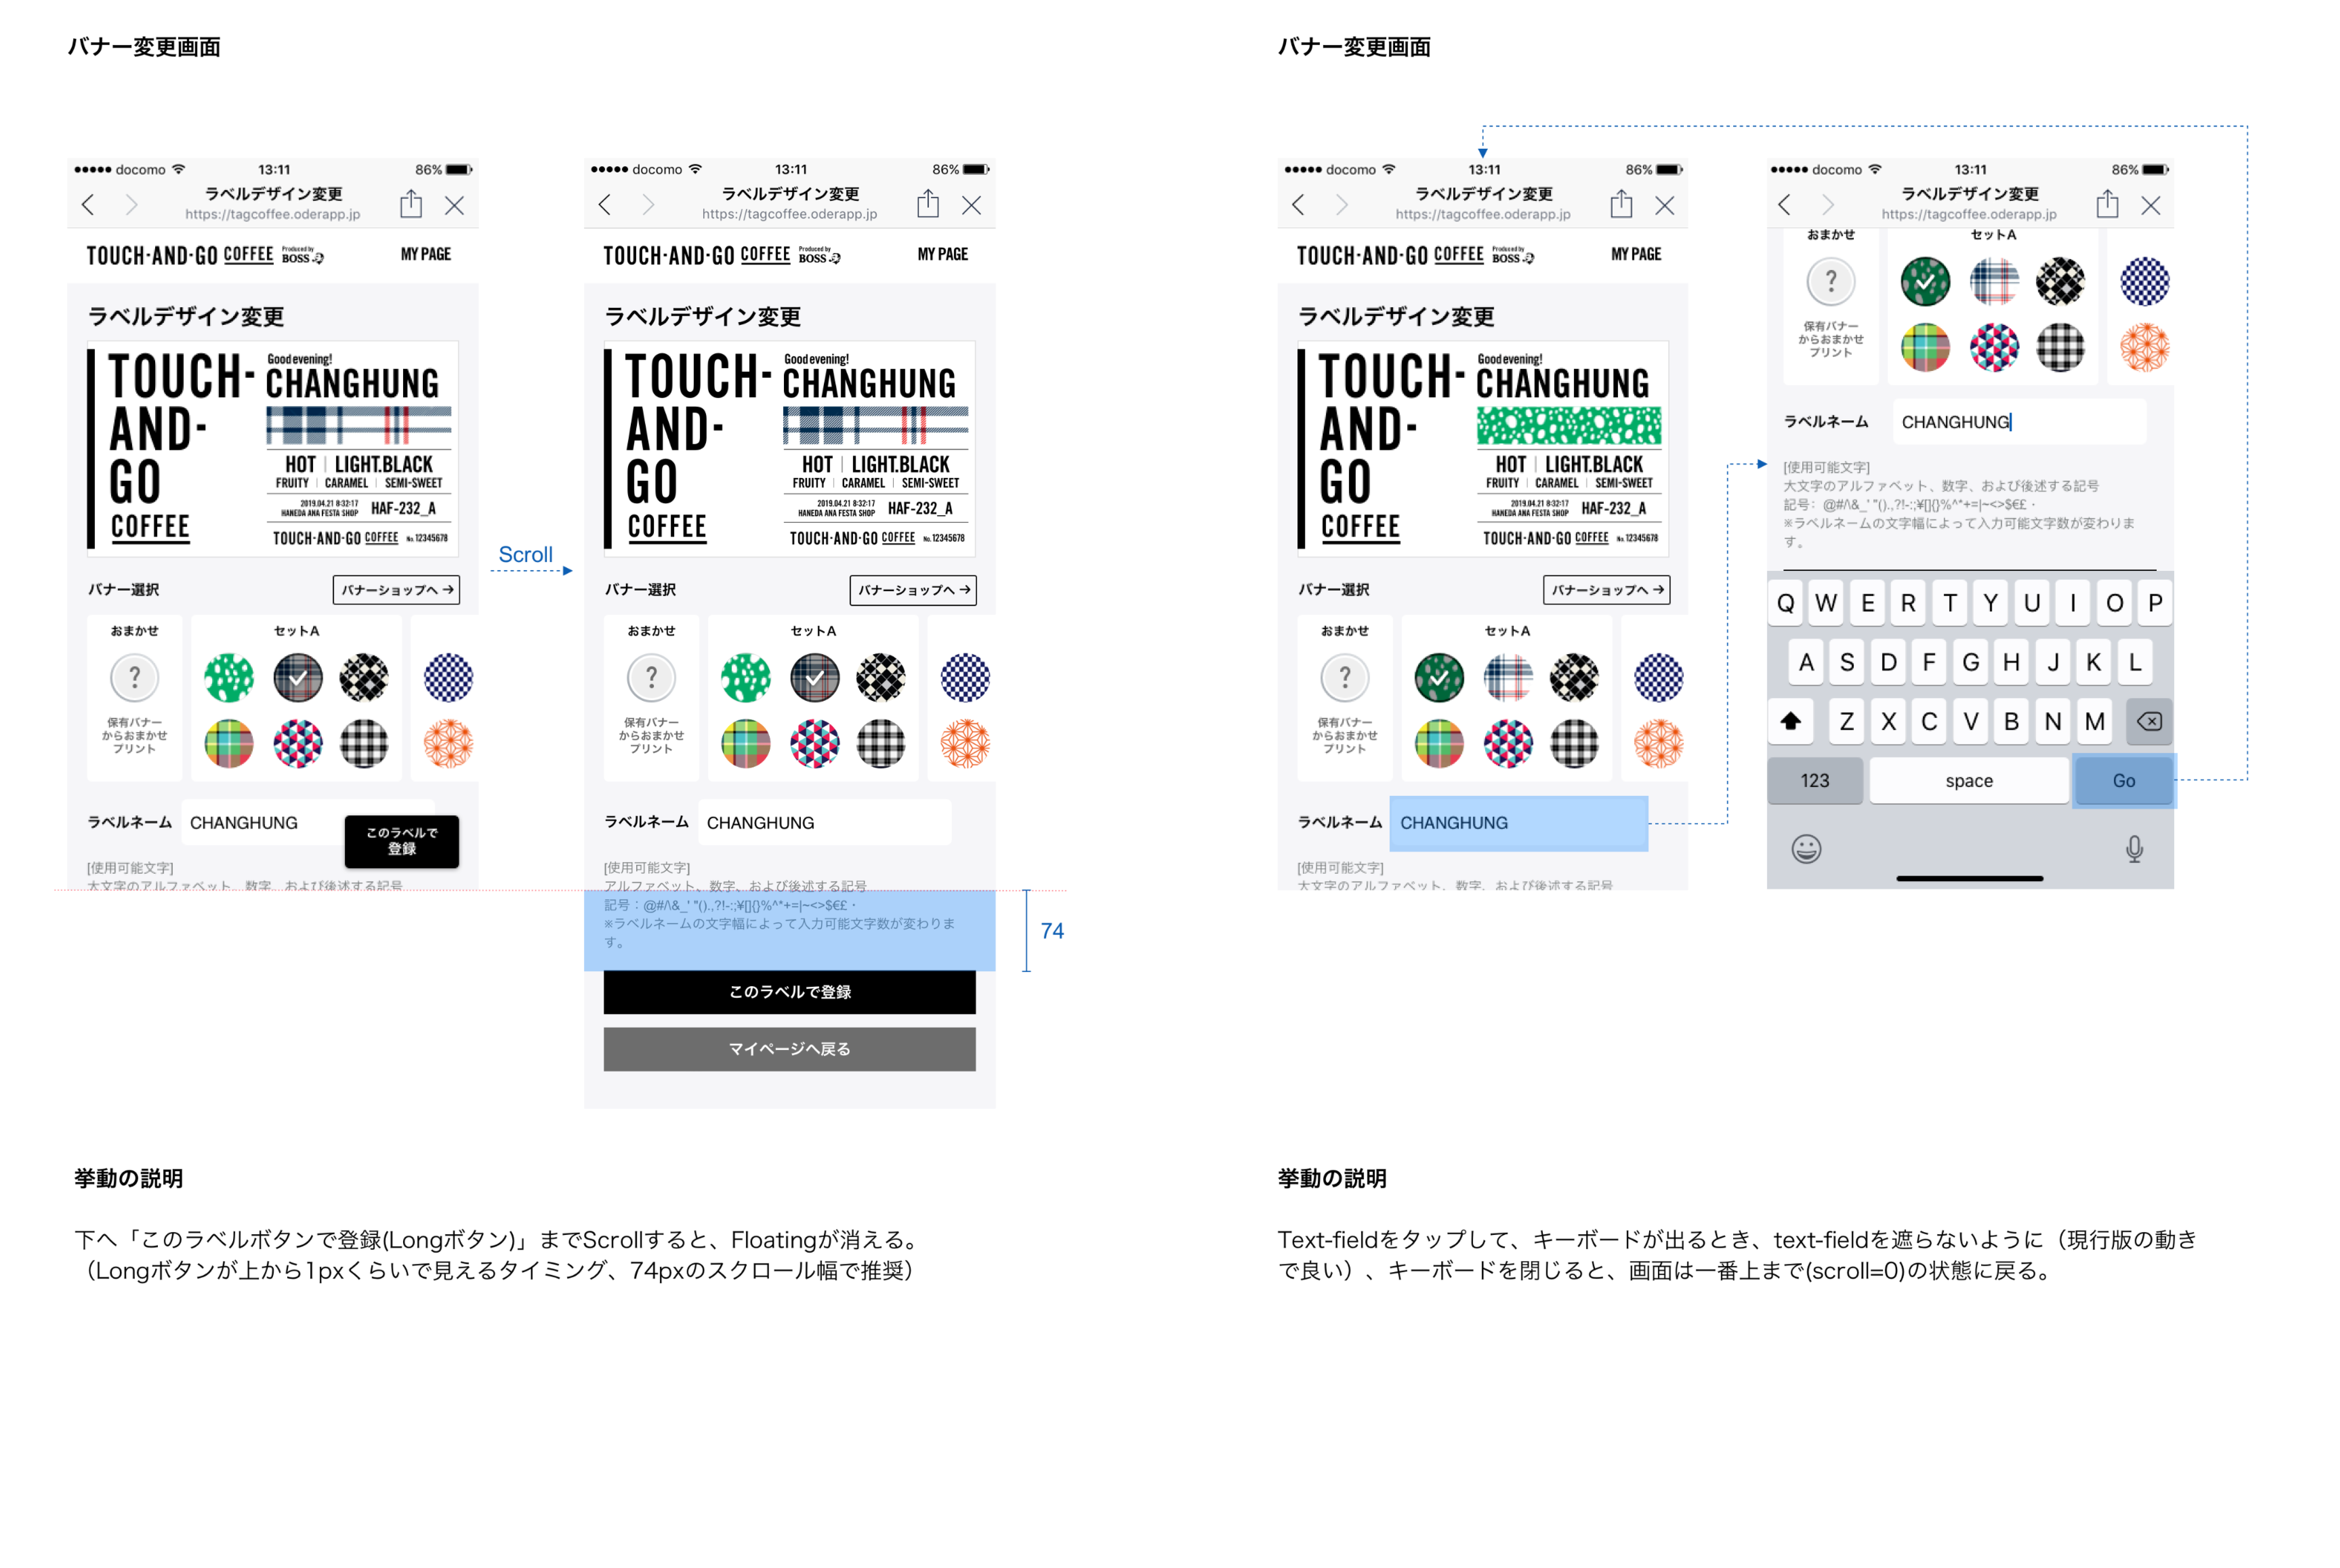 バナー変更画面
docomo 13:11 86%
ラベルデザイン変更
https://tagcoffee.oderapp.jp
TOUCH-AND-GO COFFEE Produced by BOSS MY PAGE
ラベルデザイン変更
TOUCH-AND-GO COFFEE
Good evening!
CHANGHUNG
HOT | LIGHT.BLACK
FRUITY | CARAMEL | SEMI-SWEET
2019.04.21 8:32:17
HANEDA ANA FESTA SHOP
HAF-232_A
TOUCH-AND-GO COFFEE No. 12345678
バナー選択 バナーショップへ →
おまかせ セットA
?
保有バナー
からおまかせ
プリント
ラベルネーム CHANGHUNG
このラベルで
登録
[使用可能文字]
大文字のアルファベット、数字、および後述する記号
Scroll
docomo 13:11 86%
ラベルデザイン変更
https://tagcoffee.oderapp.jp
TOUCH-AND-GO COFFEE Produced by BOSS MY PAGE
ラベルデザイン変更
TOUCH-AND-GO COFFEE
Good evening!
CHANGHUNG
HOT | LIGHT.BLACK
FRUITY | CARAMEL | SEMI-SWEET
2019.04.21 8:32:17
HANEDA ANA FESTA SHOP
HAF-232_A
TOUCH-AND-GO COFFEE No. 12345678
バナー選択 バナーショップへ →
おまかせ セットA
?
保有バナー
からおまかせ
プリント
ラベルネーム CHANGHUNG
[使用可能文字]
アルファベット、数字、および後述する記号
記号：@#/\&_' "().,?!-:;¥[]{}%^*+=|~<>$€£・
※ラベルネームの文字幅によって入力可能文字数が変わりま
す。
74
このラベルで登録
マイページへ戻る
挙動の説明
下へ「このラベルボタンで登録(Longボタン)」までScrollすると、Floatingが消える。
（Longボタンが上から1pxくらいで見えるタイミング、74pxのスクロール幅で推奨）
バナー変更画面
docomo 13:11 86%
ラベルデザイン変更
https://tagcoffee.oderapp.jp
TOUCH-AND-GO COFFEE Produced by BOSS MY PAGE
ラベルデザイン変更
TOUCH-AND-GO COFFEE
Good evening!
CHANGHUNG
HOT | LIGHT.BLACK
FRUITY | CARAMEL | SEMI-SWEET
2019.04.21 8:32:17
HANEDA ANA FESTA SHOP
HAF-232_A
TOUCH-AND-GO COFFEE No. 12345678
バナー選択 バナーショップへ →
おまかせ セットA
?
保有バナー
からおまかせ
プリント
ラベルネーム CHANGHUNG
[使用可能文字]
大文字のアルファベット、数字、および後述する記号
docomo 13:11 86%
ラベルデザイン変更
https://tagcoffee.oderapp.jp
おまかせ セットA
?
保有バナー
からおまかせ
プリント
ラベルネーム CHANGHUNG
[使用可能文字]
大文字のアルファベット、数字、および後述する記号
記号：@#/\&_' "().,?!-:;¥[]{}%^*+=|~<>$€£・
※ラベルネームの文字幅によって入力可能文字数が変わりま
す。
Q W E R T Y U I O P
A S D F G H J K L
Z X C V B N M
123 space Go
挙動の説明
Text-fieldをタップして、キーボードが出るとき、text-fieldを遮らないように（現行版の動き
で良い）、キーボードを閉じると、画面は一番上まで(scroll=0)の状態に戻る。